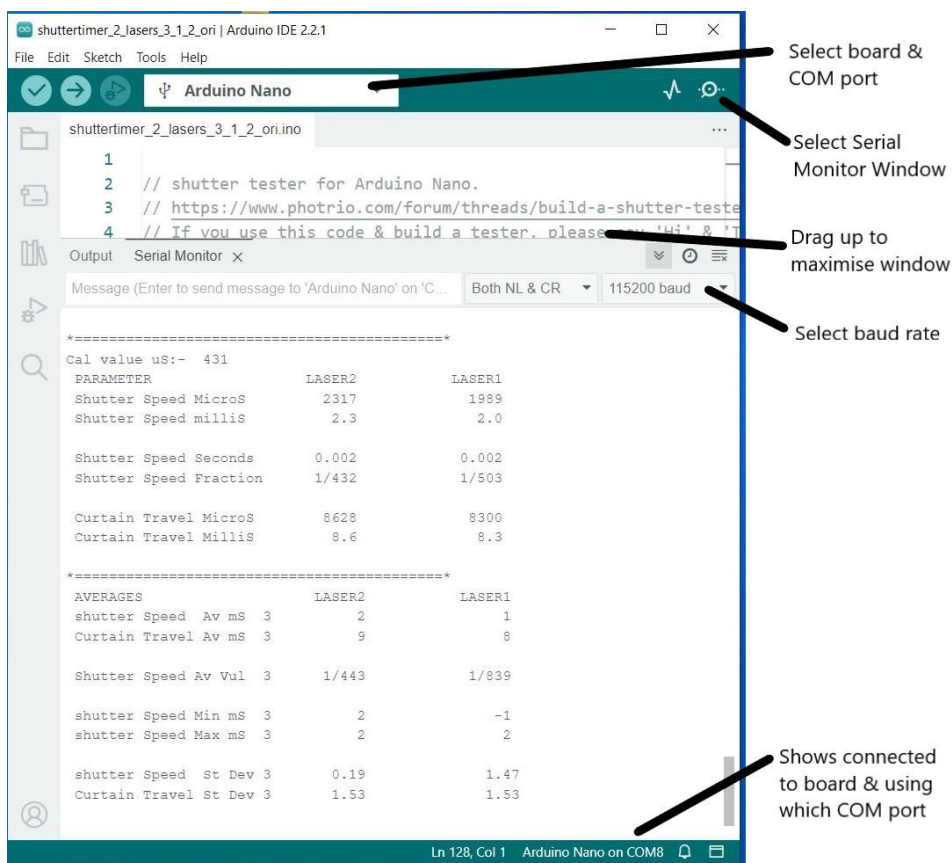 shuttertimer_2_lasers_3_1_2_ori | Arduino IDE 2.2.1
File Edit Sketch Tools Help
Arduino Nano
Select board &
COM port
shuttertimer_2_lasers_3_1_2_ori.ino
Select Serial
Monitor Window
1
2 // shutter tester for Arduino Nano.
3 // https://www.photrio.com/forum/threads/build-a-shutter-teste
4 // If you use this code & build a tester, please say 'Hi' & 'T
Drag up to
maximise window
Output Serial Monitor
Message (Enter to send message to 'Arduino Nano' on 'C... Both NL & CR 115200 baud
Select baud rate
*===========================================*
Cal value uS:- 431
PARAMETER LASER2 LASER1
Shutter Speed MicroS 2317 1989
Shutter Speed milliS 2.3 2.0
Shutter Speed Seconds 0.002 0.002
Shutter Speed Fraction 1/432 1/503
Curtain Travel MicroS 8628 8300
Curtain Travel MilliS 8.6 8.3
*===========================================*
AVERAGES LASER2 LASER1
shutter Speed Av mS 3 2 1
Curtain Travel Av mS 3 9 8
Shutter Speed Av Vul 3 1/443 1/839
shutter Speed Min mS 3 2 -1
shutter Speed Max mS 3 2 2
shutter Speed St Dev 3 0.19 1.47
Curtain Travel St Dev 3 1.53 1.53
Shows connected
to board & using
which COM port
Ln 128, Col 1 Arduino Nano on COM8